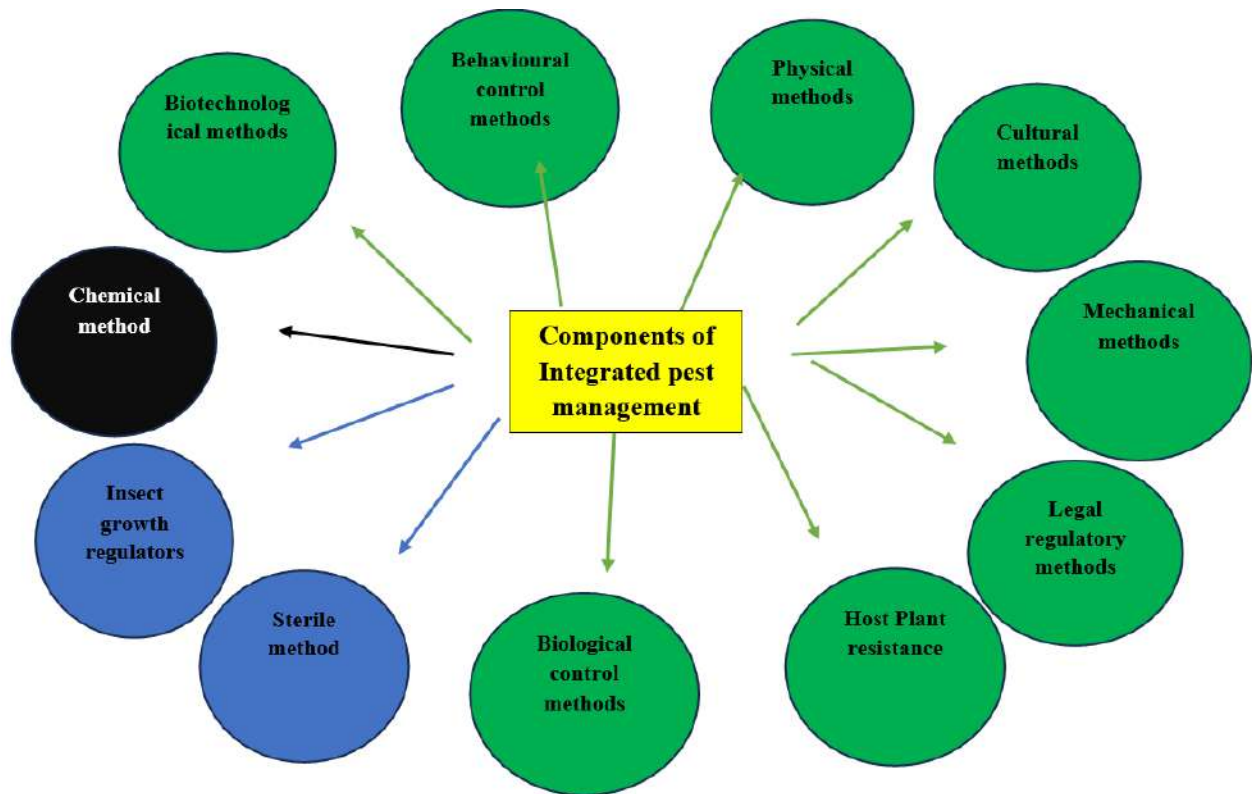 Biotechnolog
ical methods
Behavioural
control
methods
Physical
methods
Cultural
methods
Chemical
method
Components of
Integrated pest
management
Mechanical
methods
Insect
growth
regulators
Legal
regulatory
methods
Sterile
method
Biological
control
methods
Host Plant
resistance